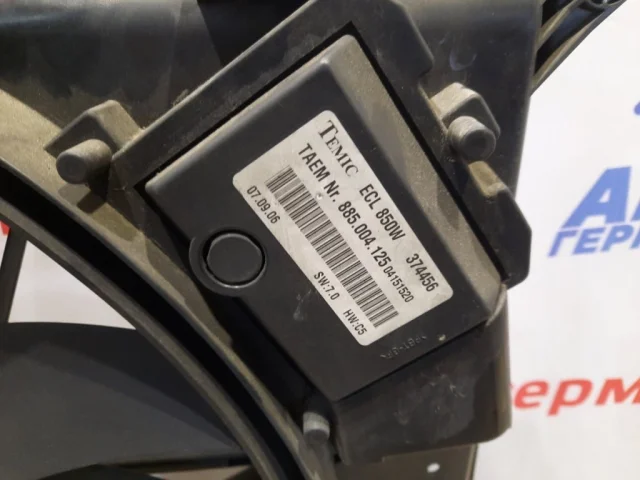 TEMIC ECL 850W 374456
TAEM Nr. 885.004.125 04151520
07.09.06
SW:7.0 HW:C5
ГЕРМ
ерм